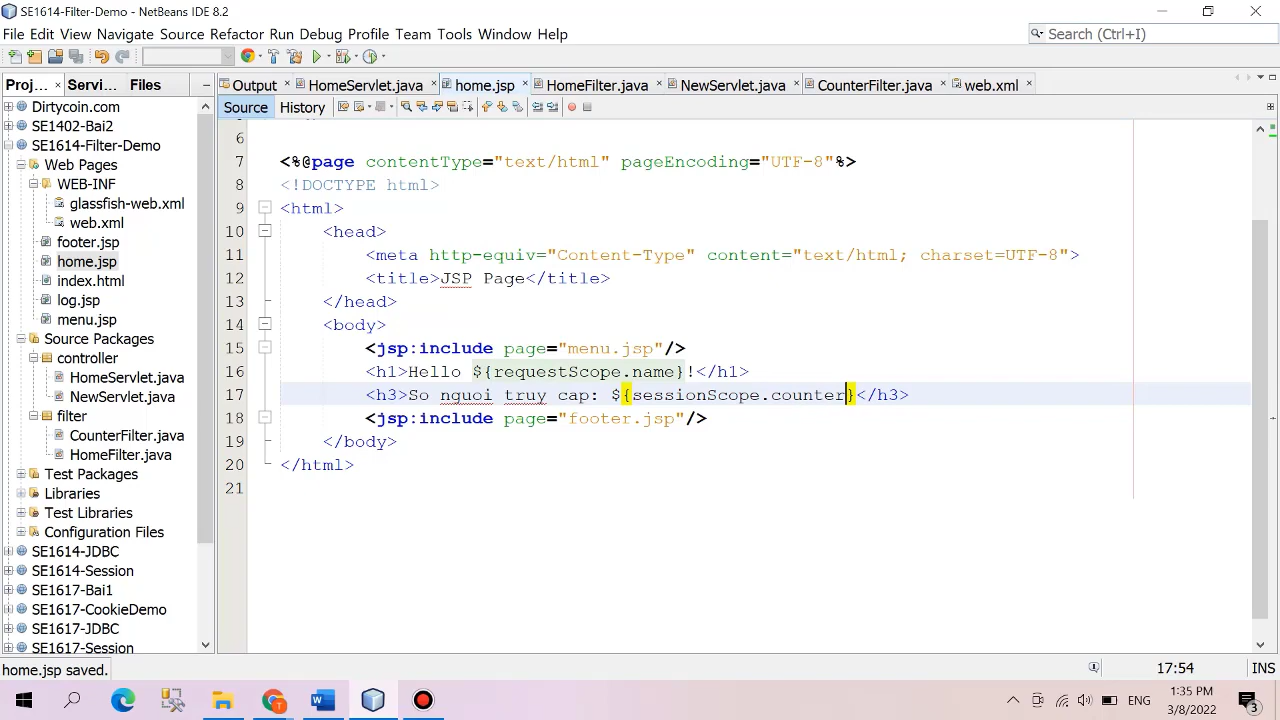 SE1614-Filter-Demo - NetBeans IDE 8.2
File Edit View Navigate Source Refactor Run Debug Profile Team Tools Window Help
Search (Ctrl+I)
Proj... × Servi... Files
Output × HomeServlet.java × home.jsp × HomeFilter.java × NewServlet.java × CounterFilter.java × web.xml ×
Source History
Dirtycoin.com
SE1402-Bai2
SE1614-Filter-Demo
Web Pages
WEB-INF
glassfish-web.xml
web.xml
footer.jsp
home.jsp
index.html
log.jsp
menu.jsp
Source Packages
controller
HomeServlet.java
NewServlet.java
filter
CounterFilter.java
HomeFilter.java
Test Packages
Libraries
Test Libraries
Configuration Files
SE1614-JDBC
SE1614-Session
SE1617-Bai1
SE1617-CookieDemo
SE1617-JDBC
SE1617-Session
6
7 <%@page contentType="text/html" pageEncoding="UTF-8"%>
8 <!DOCTYPE html>
9 <html>
10 <head>
11 <meta http-equiv="Content-Type" content="text/html; charset=UTF-8">
12 <title>JSP Page</title>
13 </head>
14 <body>
15 <jsp:include page="menu.jsp"/>
16 <h1>Hello ${requestScope.name}!</h1>
17 <h3>So nguoi truy cap: ${sessionScope.counter}</h3>
18 <jsp:include page="footer.jsp"/>
19 </body>
20 </html>
21
home.jsp saved.
17:54 INS
ENG
1:35 PM
3/8/2022
3